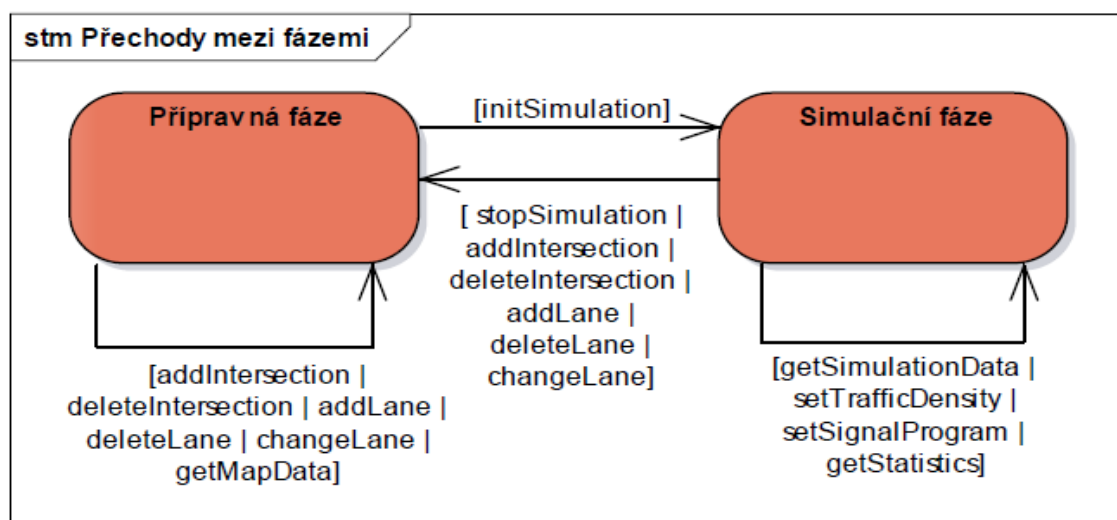 stm Přechody mezi fázemi
Přípravná fáze
[initSimulation]
Simulační fáze
[ stopSimulation |
addIntersection |
deleteIntersection |
addLane |
deleteLane |
changeLane]
[addIntersection |
deleteIntersection | addLane |
deleteLane | changeLane |
getMapData]
[getSimulationData |
setTrafficDensity |
setSignalProgram |
getStatistics]